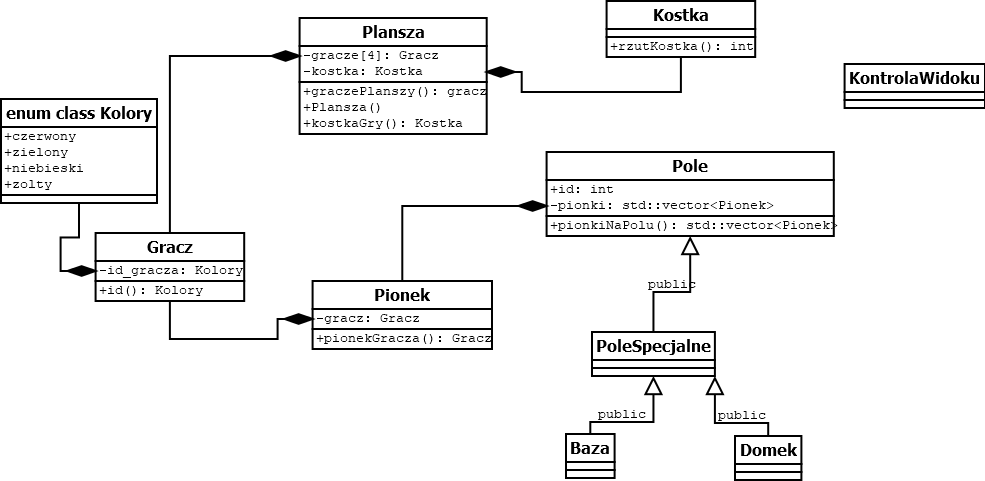 Plansza
-gracze[4]: Gracz
-kostka: Kostka
+graczePlanszy(): gracz
+Plansza()
+kostkaGry(): Kostka
Kostka
+rzutKostka(): int
KontrolaWidoku
enum class Kolory
+czerwony
+zielony
+niebieski
+zolty
Pole
+id: int
-pionki: std::vector<Pionek>
+pionkiNaPolu(): std::vector<Pionek>
Gracz
-id_gracza: Kolory
+id(): Kolory
Pionek
-gracz: Gracz
+pionekGracza(): Gracz
public
PoleSpecjalne
public
public
Baza
Domek